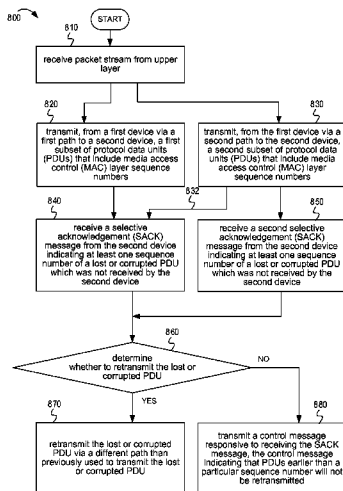 800
START
810
receive packet stream from upper
layer
820
transmit, from a first device via a
first path to a second device, a first
subset of protocol data units
(PDUs) that include media access
control (MAC) layer sequence
numbers
830
transmit, from the first device via a
second path to the second device,
a second subset of protocol data
units (PDUs) that include media
access control (MAC) layer
sequence numbers
832
840
receive a selective
acknowledgement (SACK)
message from the second device
indicating at least one sequence
number of a lost or corrupted PDU
which was not received by the
second device
850
receive a second selective
acknowledgement (SACK)
message from the second device
indicating at least one sequence
number of a lost or corrupted PDU
which was not received by the
second device
860
determine
whether to retransmit the lost or
corrupted PDU
YES
NO
870
retransmit the lost or corrupted
PDU via a different path than
previously used to transmit the lost
or corrupted PDU
880
transmit a control message
responsive to receiving the SACK
message, the control message
indicating that PDUs earlier than a
particular sequence number will not
be retransmitted